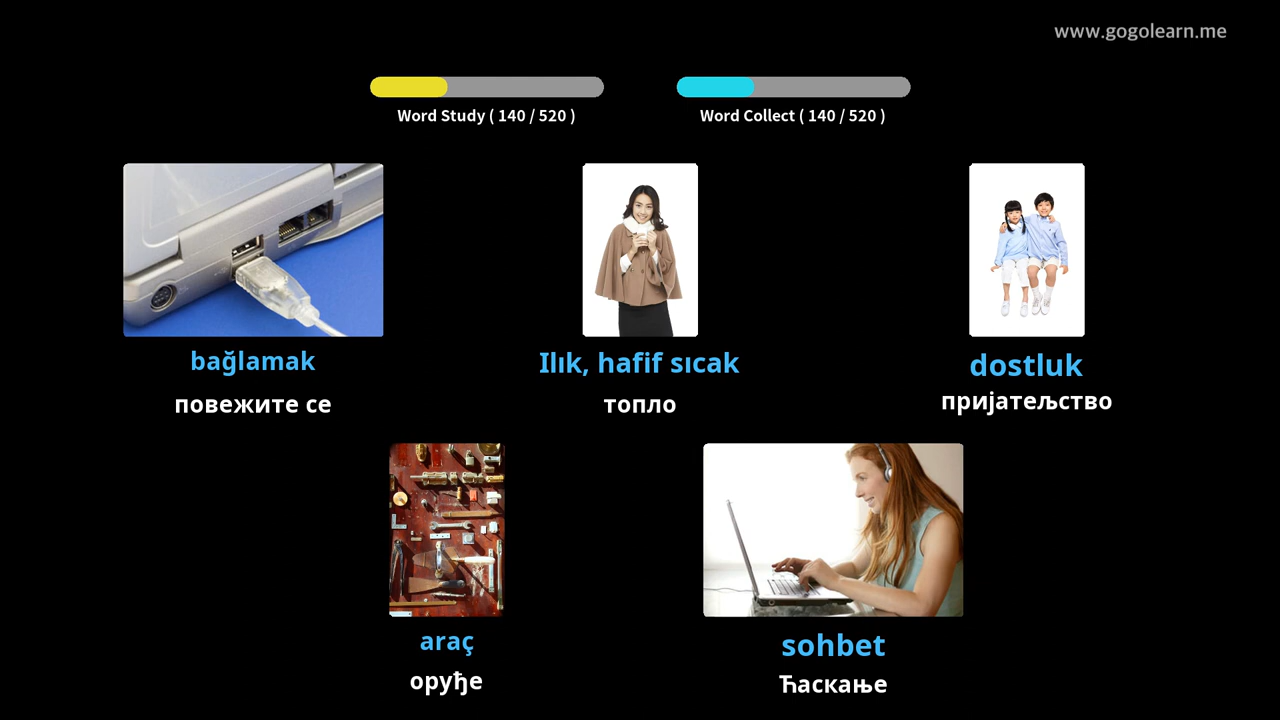 www.gogolearn.me
Word Study ( 140 / 520 )
Word Collect ( 140 / 520 )
bağlamak
Ilık, hafif sıcak
dostluk
повежите се
топло
пријатељство
araç
sohbet
оруђе
Ћаскање